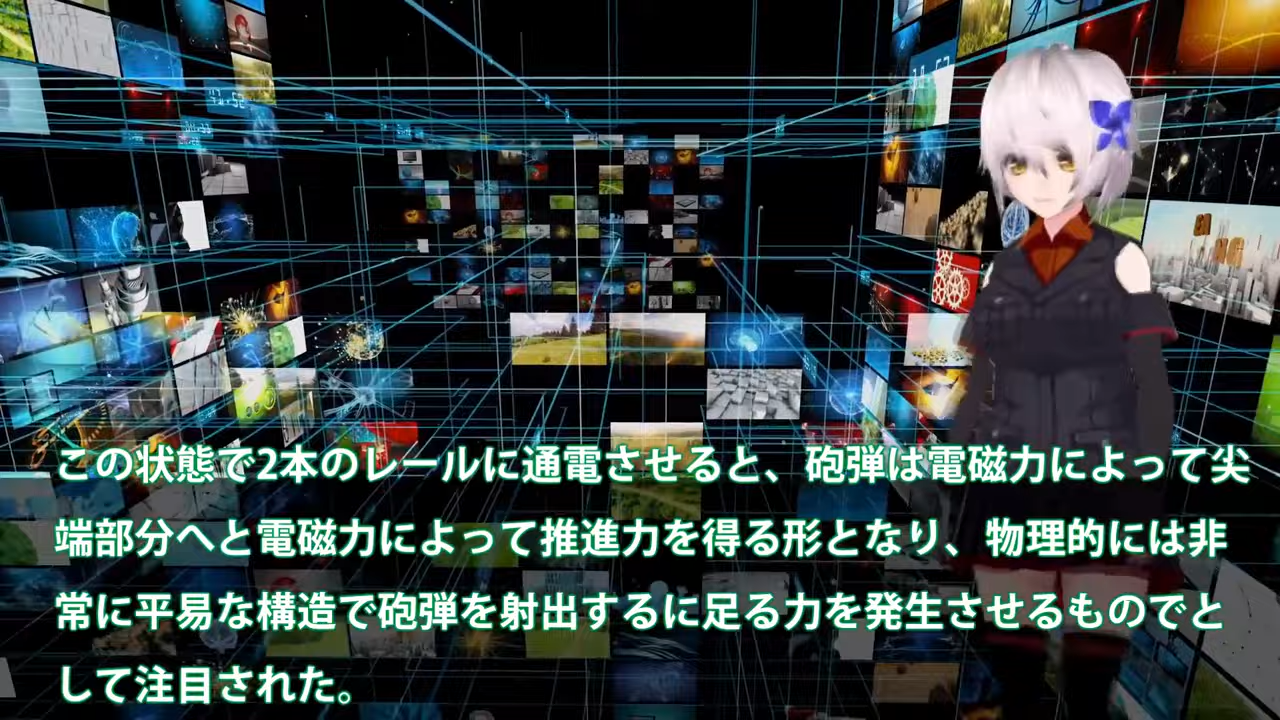 この状態で2本のレールに通電させると、砲弾は電磁力によって尖
端部分へと電磁力によって推進力を得る形となり、物理的には非
常に平易な構造で砲弾を射出するに足る力を発生させるものでと
して注目された。